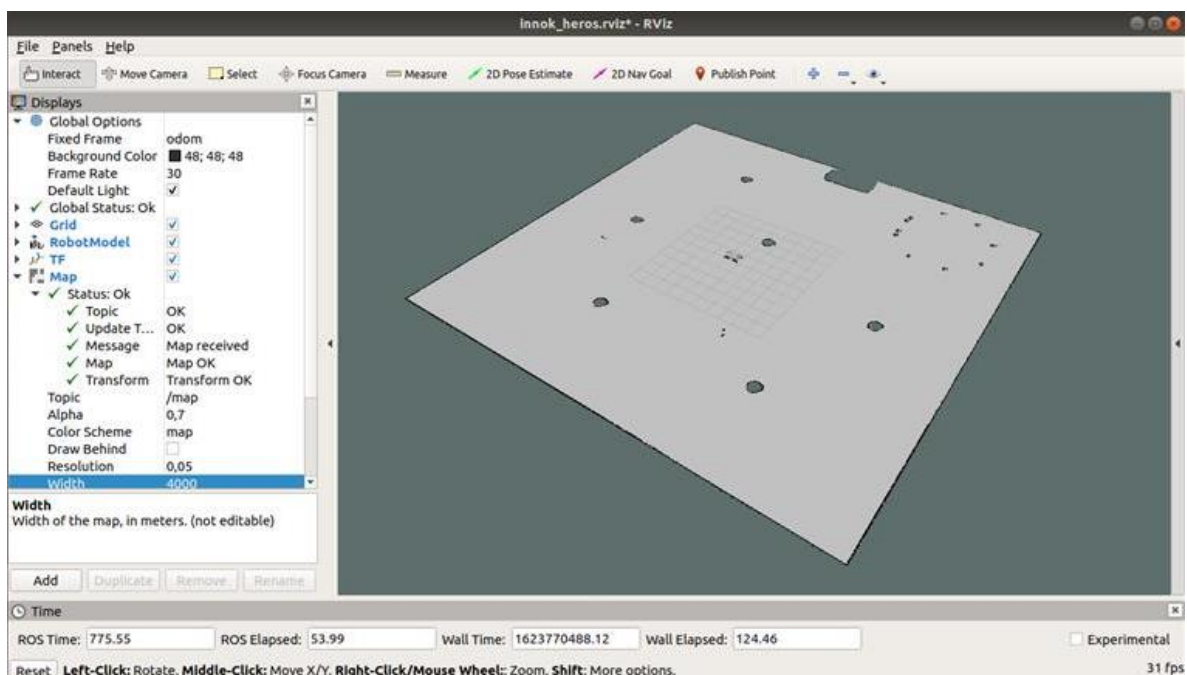 innok_heros.rviz* - RViz
File Panels Help
Interact Move Camera Select Focus Camera Measure 2D Pose Estimate 2D Nav Goal Publish Point
Displays
Global Options
Fixed Frame odom
Background Color 48; 48; 48
Frame Rate 30
Default Light
Global Status: Ok
Grid
RobotModel
TF
Map
Status: Ok
Topic OK
Update T... OK
Message Map received
Map Map OK
Transform Transform OK
Topic /map
Alpha 0,7
Color Scheme map
Draw Behind
Resolution 0,05
Width 4000
Width
Width of the map, in meters. (not editable)
Add Duplicate Remove Rename
Time
ROS Time: 775.55 ROS Elapsed: 53.99 Wall Time: 1623770488.12 Wall Elapsed: 124.46 Experimental
Reset Left-Click: Rotate. Middle-Click: Move X/Y. Right-Click/Mouse Wheel:: Zoom. Shift: More options. 31 fps